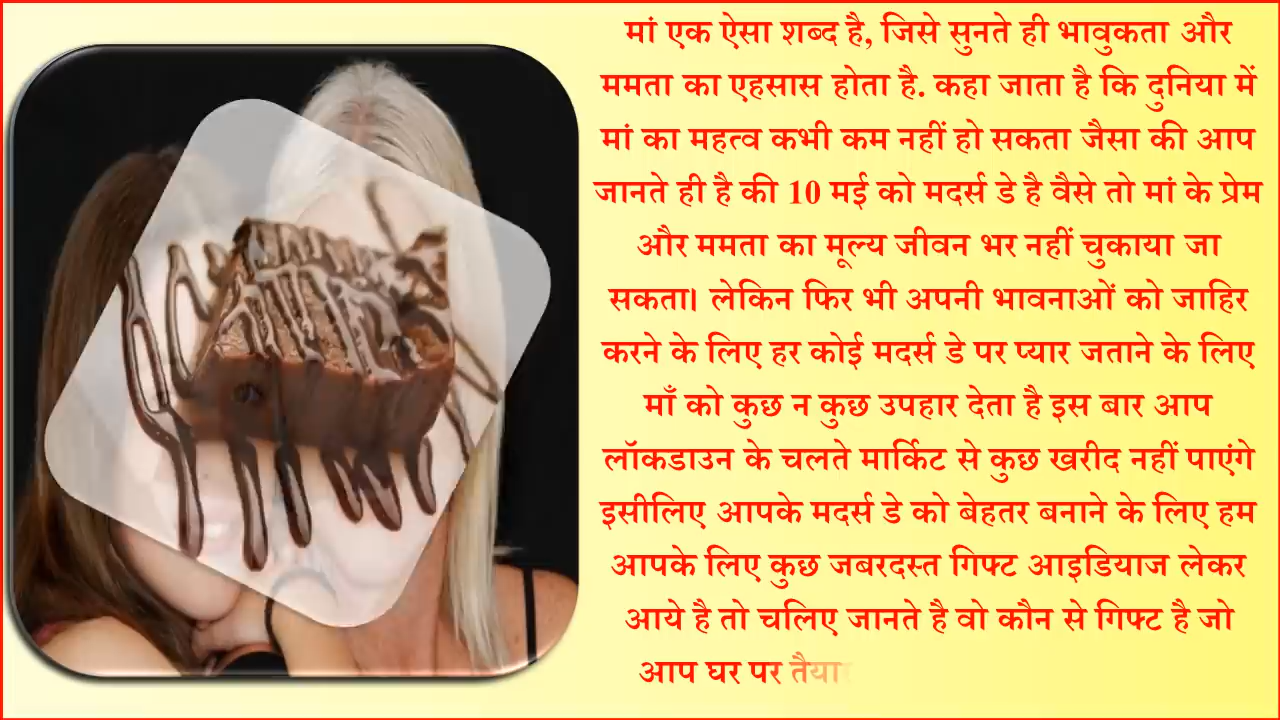 मां एक ऐसा शब्द है, जिसे सुनते ही भावुकता और
ममता का एहसास होता है. कहा जाता है कि दुनिया में
मां का महत्व कभी कम नहीं हो सकता जैसा की आप
जानते ही है की 10 मई को मदर्स डे है वैसे तो मां के प्रेम
और ममता का मूल्य जीवन भर नहीं चुकाया जा
सकता। लेकिन फिर भी अपनी भावनाओं को जाहिर
करने के लिए हर कोई मदर्स डे पर प्यार जताने के लिए
माँ को कुछ न कुछ उपहार देता है इस बार आप
लॉकडाउन के चलते मार्किट से कुछ खरीद नहीं पाएंगे
इसीलिए आपके मदर्स डे को बेहतर बनाने के लिए हम
आपके लिए कुछ जबरदस्त गिफ्ट आइडियाज लेकर
आये है तो चलिए जानते है वो कौन से गिफ्ट है जो
आप घर पर